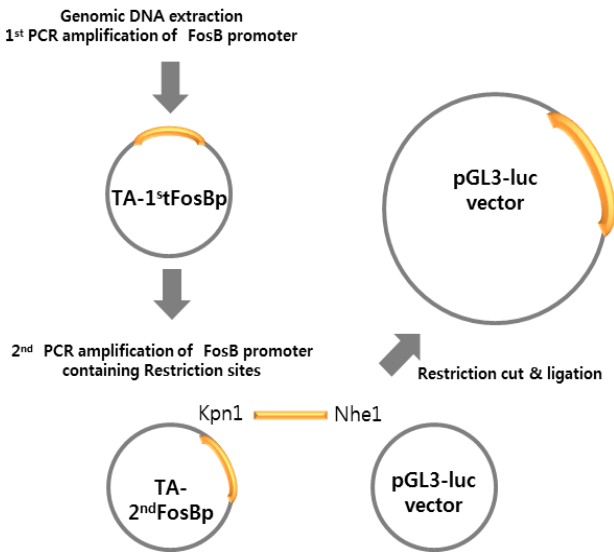 Genomic DNA extraction
1st PCR amplification of FosB promoter
TA-1stFosBp
pGL3-luc
vector
2nd PCR amplification of FosB promoter
containing Restriction sites
Restriction cut & ligation
Kpn1 Nhe1
TA-
2ndFosBp
pGL3-luc
vector